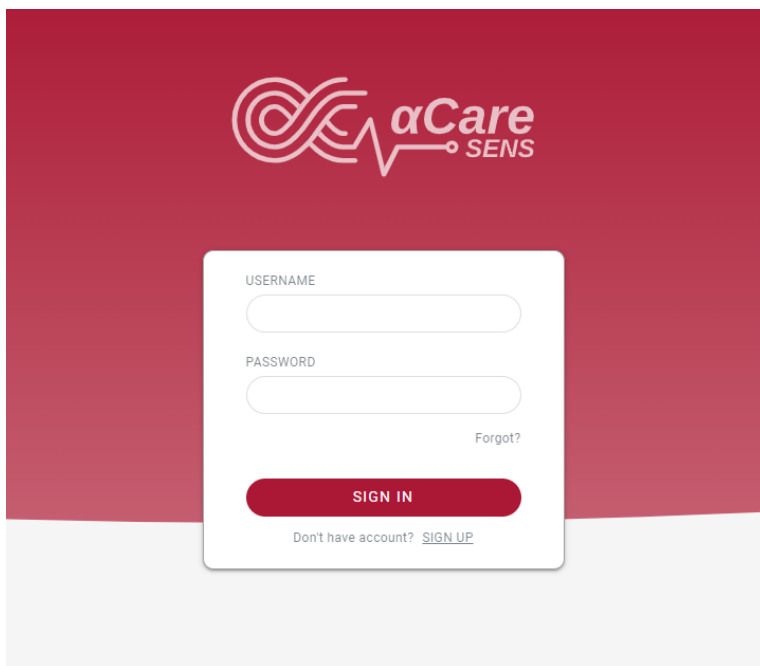 αCare
SENS
USERNAME
PASSWORD
Forgot?
SIGN IN
Don't have account? SIGN UP